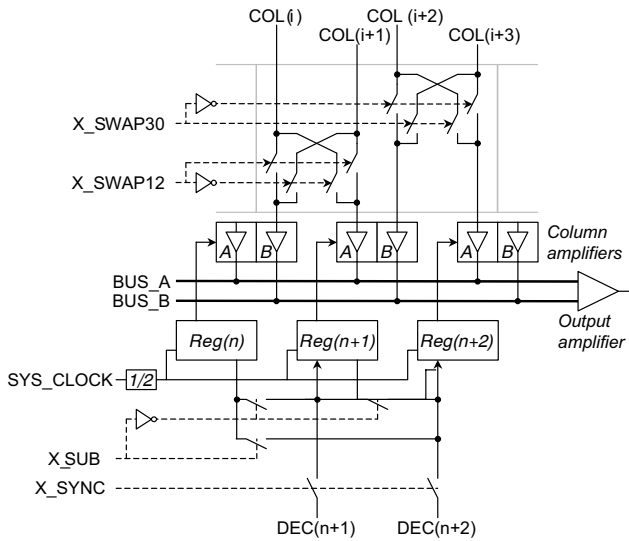 COL(i)
COL(i+2)
COL(i+1)
COL(i+3)
X_SWAP30
X_SWAP12
A
B
A
B
A
B
Column
amplifiers
BUS_A
BUS_B
Output
amplifier
Reg(n)
Reg(n+1)
Reg(n+2)
SYS_CLOCK
1/2
X_SUB
X_SYNC
DEC(n+1)
DEC(n+2)